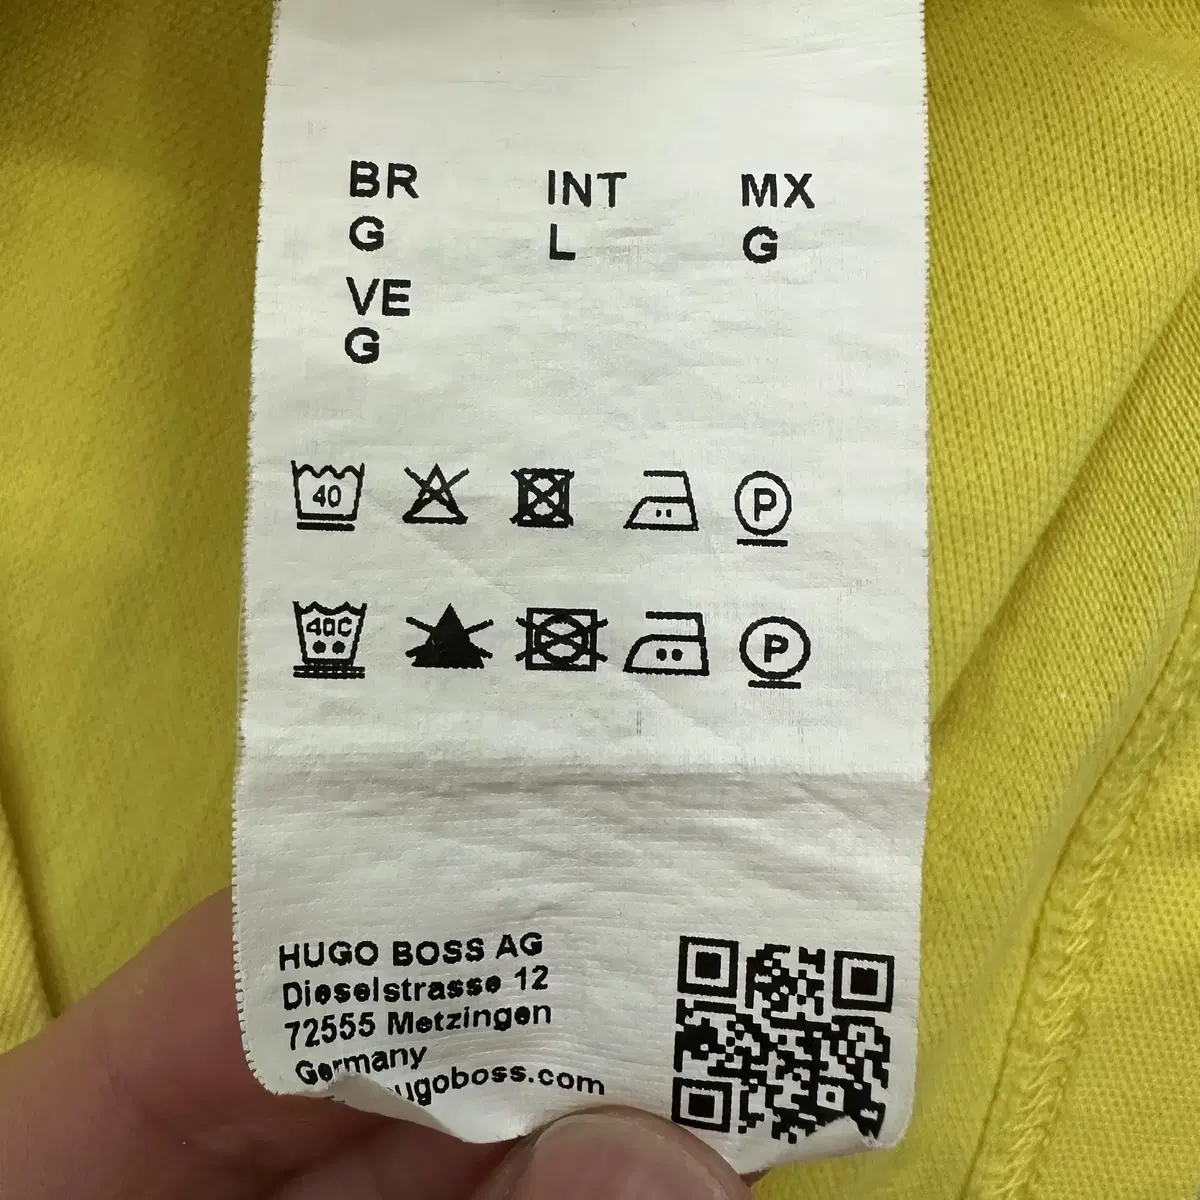 BR INT MX
G L G
VE
G
40 P
40C P
HUGO BOSS AG
Dieselstrasse 12
72555 Metzingen
Germany
ugoboss.com